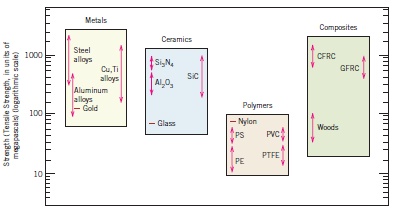 Strength (Tensile Strength, in units of
megapascals) (logarithmic scale)
1000
100
10
Metals
Steel
alloys
Cu,Ti
alloys
Aluminum
alloys
Gold
Ceramics
Si3N4
Al2O3
SiC
Glass
Polymers
Nylon
PS
PVC
PTFE
PE
Composites
CFRC
GFRC
Woods